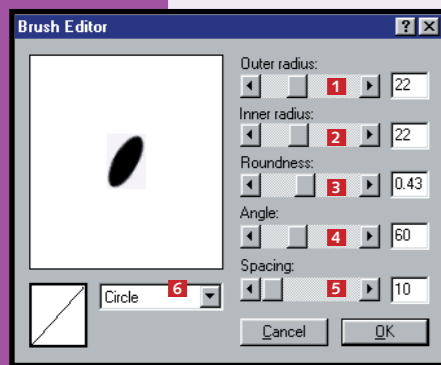 Brush Editor
Outer radius:
1 22
Inner radius:
2 22
Roundness:
3 0.43
Angle:
4 60
Spacing:
5 10
Circle 6
Cancel OK